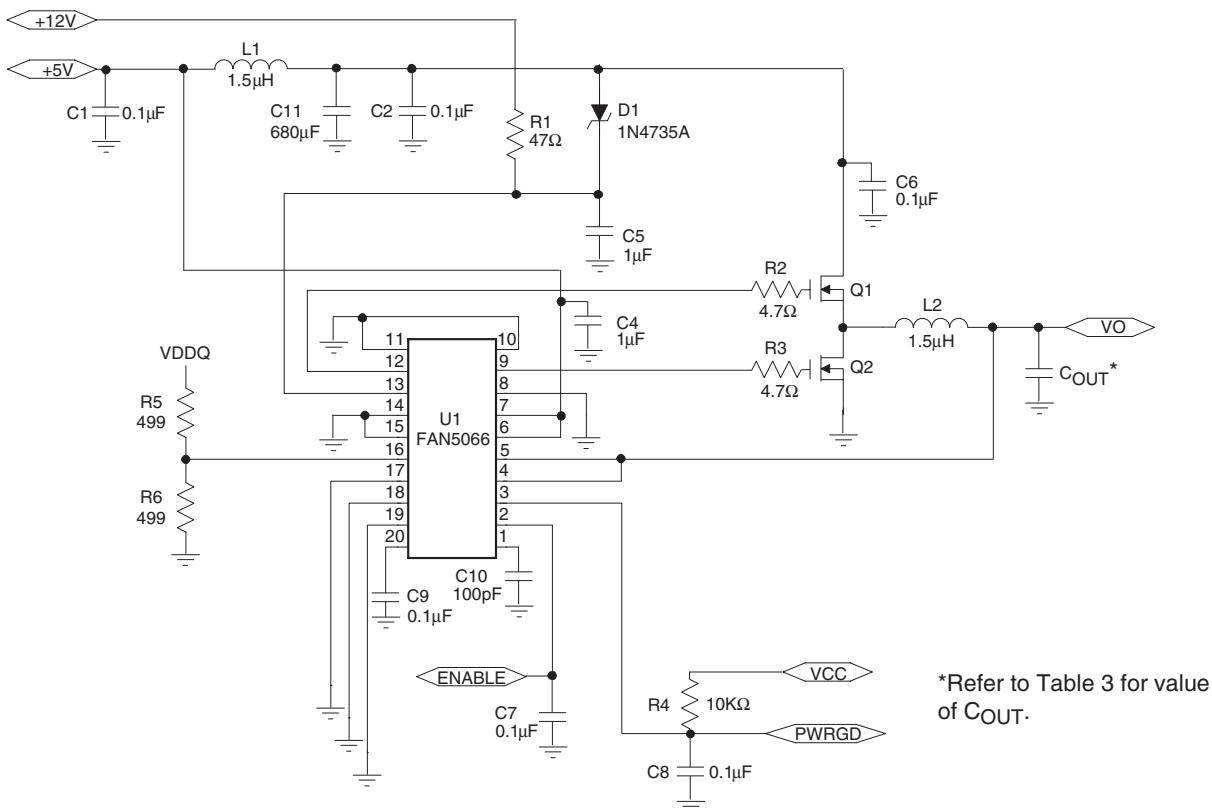 +12V
+5V
L1
1.5µH
C1
0.1µF
C11
680µF
C2
0.1µF
R1
47Ω
D1
1N4735A
C6
0.1µF
C5
1µF
R2
4.7Ω
Q1
L2
1.5µH
VO
C4
1µF
R3
4.7Ω
Q2
COUT*
VDDQ
R5
499
R6
499
U1
FAN5066
11
12
13
14
15
16
17
18
19
20
10
9
8
7
6
5
4
3
2
1
C9
0.1µF
C10
100pF
ENABLE
C7
0.1µF
VCC
R4
10KΩ
PWRGD
C8
0.1µF
*Refer to Table 3 for value
of COUT.